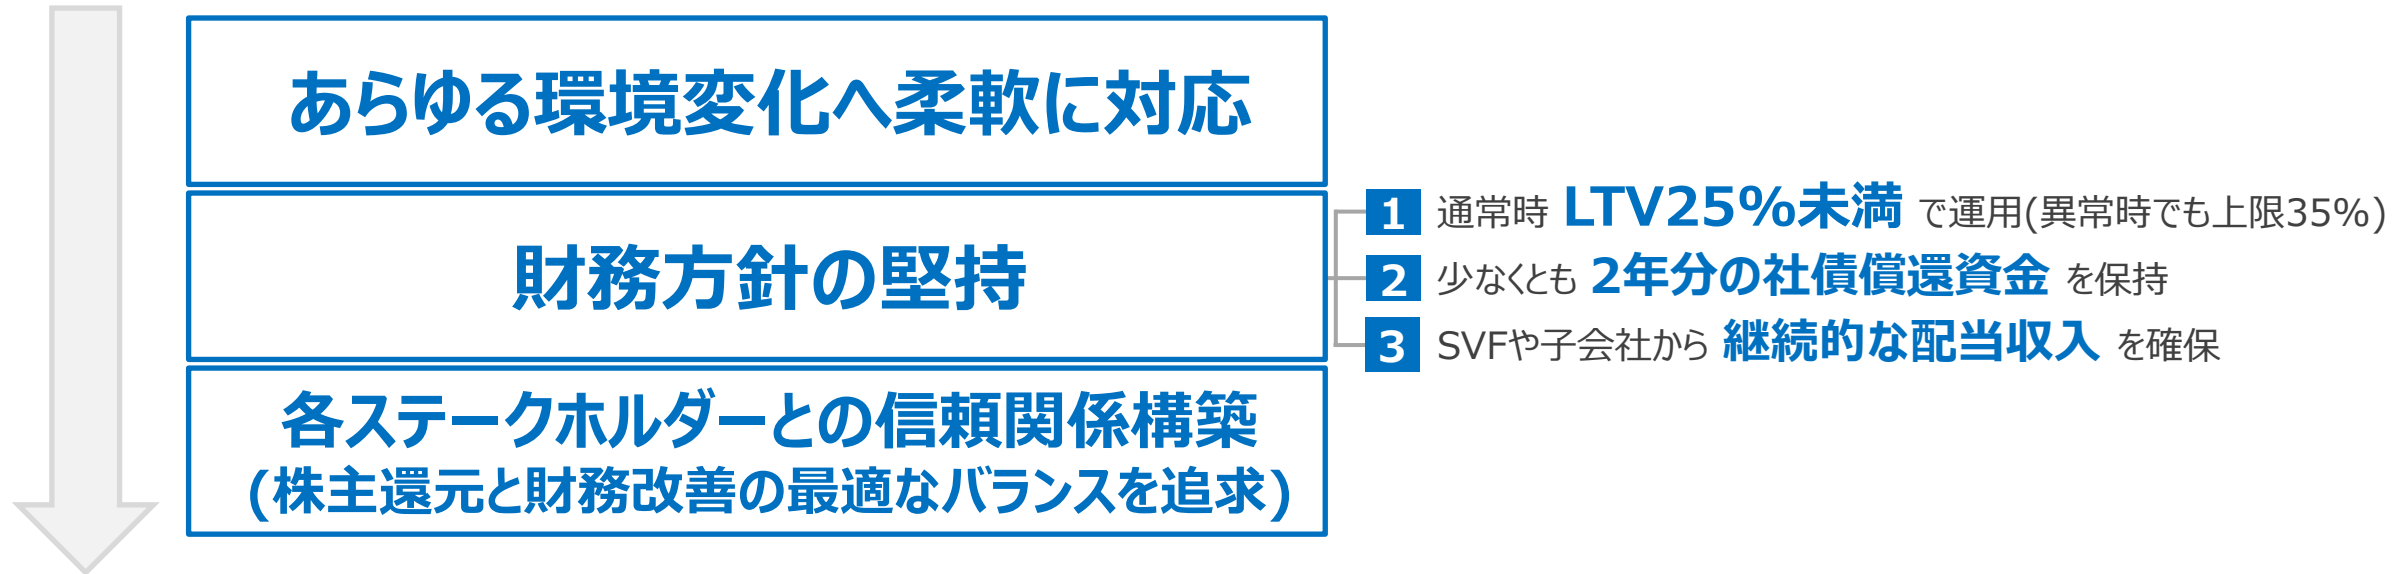 あらゆる環境変化へ柔軟に対応
財務方針の堅持
1 通常時 LTV25%未満 で運用(異常時でも上限35%)
2 少なくとも 2年分の社債償還資金 を保持
3 SVFや子会社から 継続的な配当収入 を確保
各ステークホルダーとの信頼関係構築
(株主還元と財務改善の最適なバランスを追求)